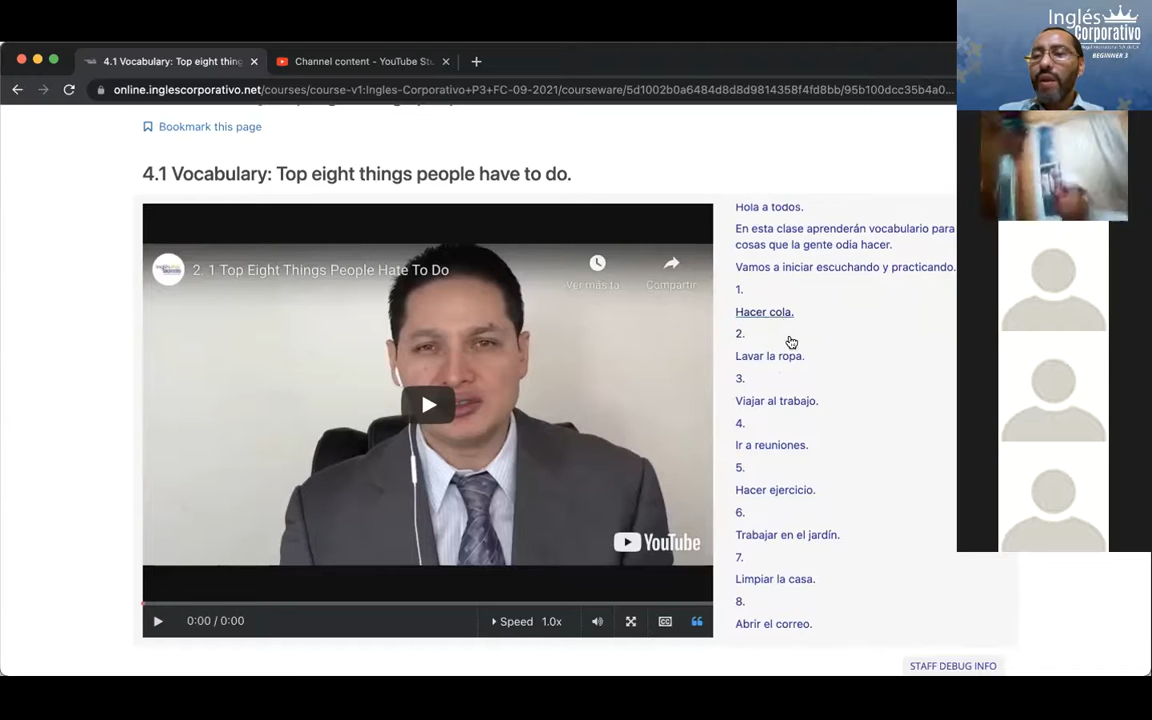 Inglés
Corporativo
BEGINNER 3
4.1 Vocabulary: Top eight thing
Channel content - YouTube Stu
online.inglescorporativo.net/courses/course-v1:Ingles-Corporativo+P3+FC-09-2021/courseware/5d1002b0a6484d8d8d9814358f4fd8bb/95b100dcc35b4a0...
Bookmark this page
4.1 Vocabulary: Top eight things people have to do.
2. 1 Top Eight Things People Hate To Do
Ver más ta
Compartir
YouTube
0:00 / 0:00
Speed 1.0x
Hola a todos.
En esta clase aprenderán vocabulario para
cosas que la gente odia hacer.
Vamos a iniciar escuchando y practicando.
1.
Hacer cola.
2.
Lavar la ropa.
3.
Viajar al trabajo.
4.
Ir a reuniones.
5.
Hacer ejercicio.
6.
Trabajar en el jardín.
7.
Limpiar la casa.
8.
Abrir el correo.
STAFF DEBUG INFO